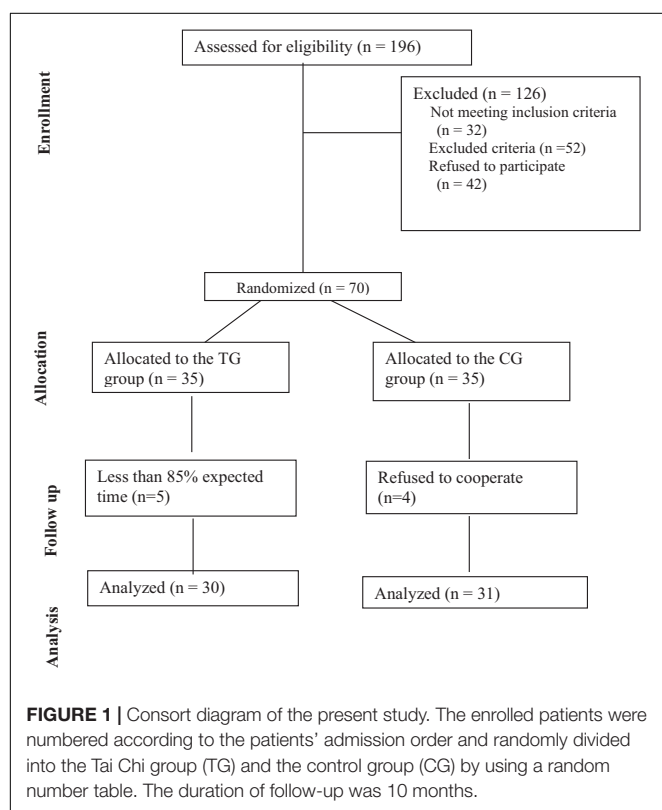 Enrollment
Assessed for eligibility (n = 196)
Excluded (n = 126)
Not meeting inclusion criteria
(n = 32)
Excluded criteria (n =52)
Refused to participate
(n = 42)
Randomized (n = 70)
Allocation
Allocated to the TG
group (n = 35)
Allocated to the CG
group (n = 35)
Follow up
Less than 85% expected
time (n=5)
Refused to cooperate
(n=4)
Analysis
Analyzed (n = 30)
Analyzed (n = 31)
FIGURE 1 | Consort diagram of the present study. The enrolled patients were
numbered according to the patients' admission order and randomly divided
into the Tai Chi group (TG) and the control group (CG) by using a random
number table. The duration of follow-up was 10 months.